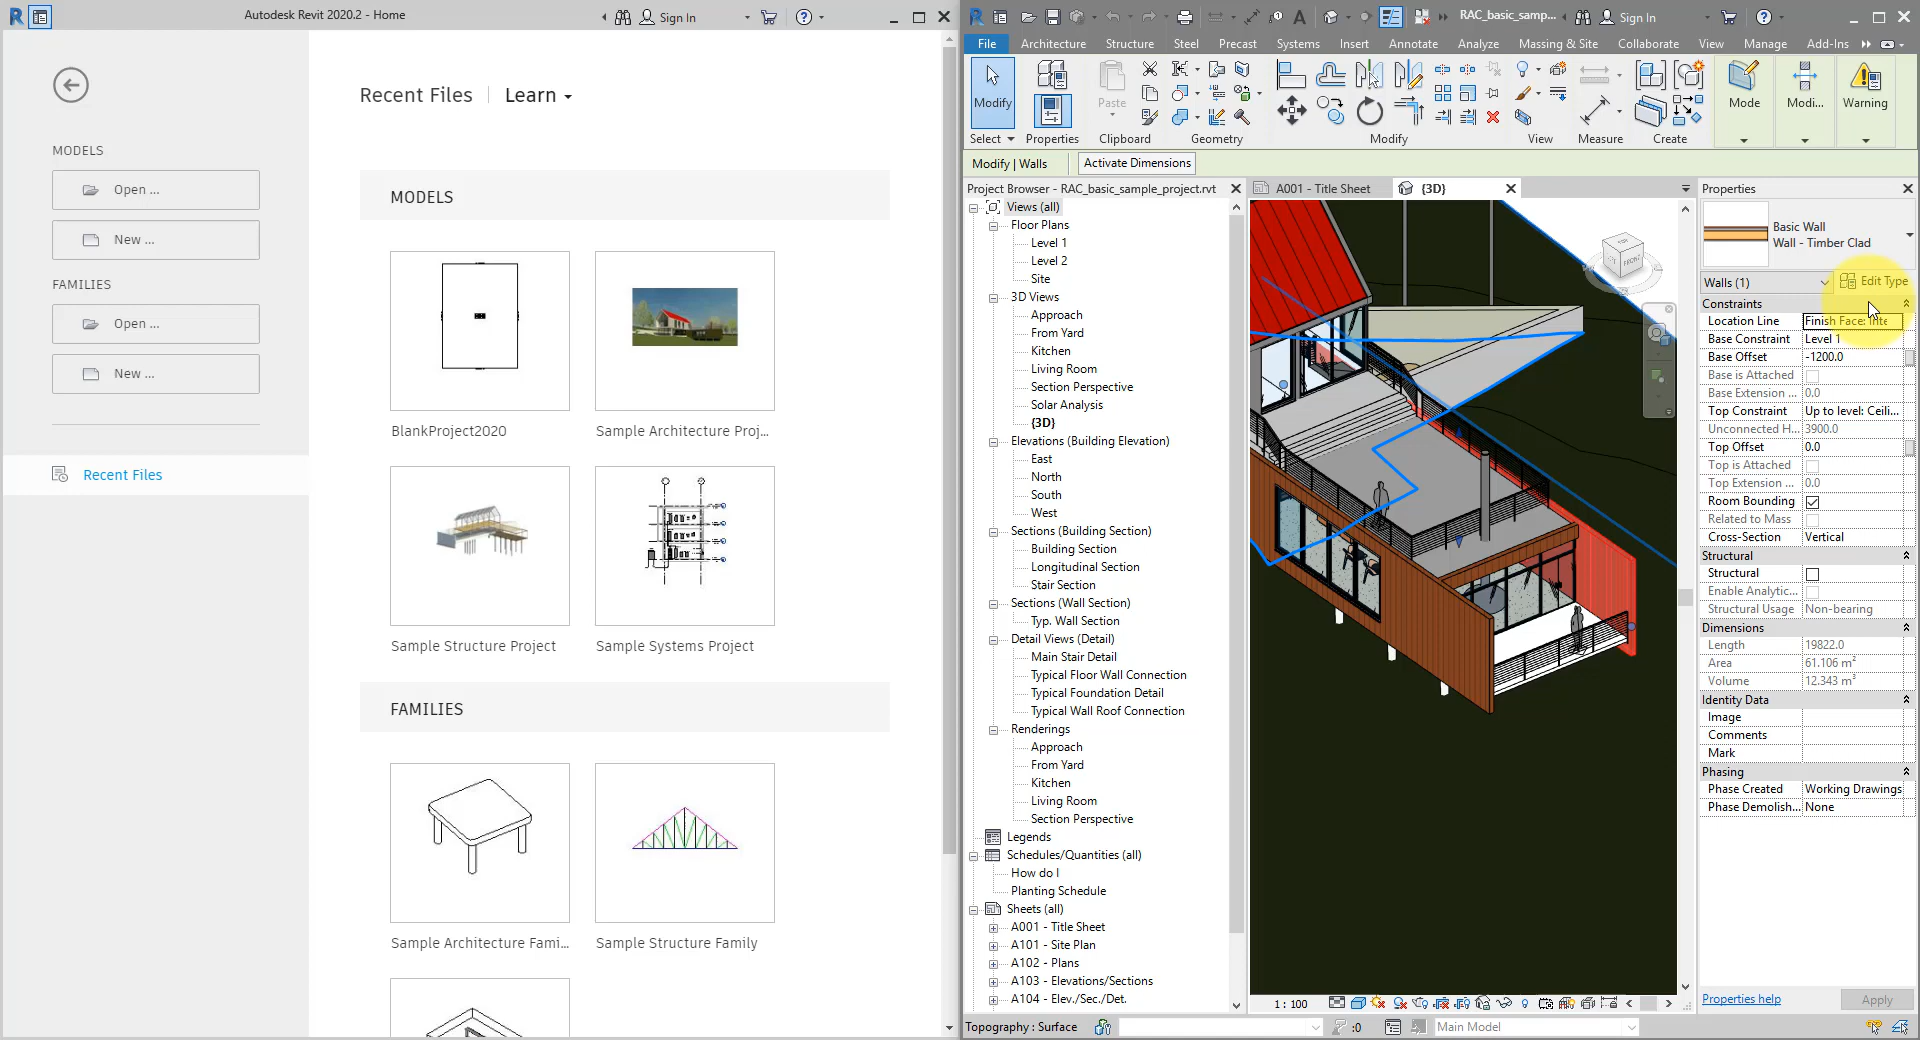 Autodesk Revit 2020.2 - Home
Sign In
Recent Files
Learn
MODELS
Open ...
New ...
FAMILIES
Open ...
New ...
Recent Files
MODELS
BlankProject2020
Sample Architecture Proj...
Sample Structure Project
Sample Systems Project
FAMILIES
Sample Architecture Fami...
Sample Structure Family
RAC_basic_samp...
Sign In
File
Architecture
Structure
Steel
Precast
Systems
Insert
Annotate
Analyze
Massing & Site
Collaborate
View
Manage
Add-Ins
Modify
Paste
Mode
Modi...
Warning
Select
Properties
Clipboard
Geometry
Modify
View
Measure
Create
Modify | Walls
Activate Dimensions
Project Browser - RAC_basic_sample_project.rvt
Views (all)
Floor Plans
Level 1
Level 2
Site
3D Views
Approach
From Yard
Kitchen
Living Room
Section Perspective
Solar Analysis
{3D}
Elevations (Building Elevation)
East
North
South
West
Sections (Building Section)
Building Section
Longitudinal Section
Stair Section
Sections (Wall Section)
Typ. Wall Section
Detail Views (Detail)
Main Stair Detail
Typical Floor Wall Connection
Typical Foundation Detail
Typical Wall Roof Connection
Renderings
Approach
From Yard
Kitchen
Living Room
Section Perspective
Legends
Schedules/Quantities (all)
How do I
Planting Schedule
Sheets (all)
A001 - Title Sheet
A101 - Site Plan
A102 - Plans
A103 - Elevations/Sections
A104 - Elev./Sec./Det.
A001 - Title Sheet
{3D}
FRONT
1 : 100
Properties
Basic Wall
Wall - Timber Clad
Walls (1)
Edit Type
Constraints
Location Line Finish Face: Inte
Base Constraint Level 1
Base Offset -1200.0
Base is Attached
Base Extension ... 0.0
Top Constraint Up to level: Ceili...
Unconnected H... 3900.0
Top Offset 0.0
Top is Attached
Top Extension ... 0.0
Room Bounding
Related to Mass
Cross-Section Vertical
Structural
Structural
Enable Analytic...
Structural Usage Non-bearing
Dimensions
Length 19822.0
Area 61.106 m²
Volume 12.343 m³
Identity Data
Image
Comments
Mark
Phasing
Phase Created Working Drawings
Phase Demolish... None
Properties help
Apply
Topography : Surface
:0
Main Model